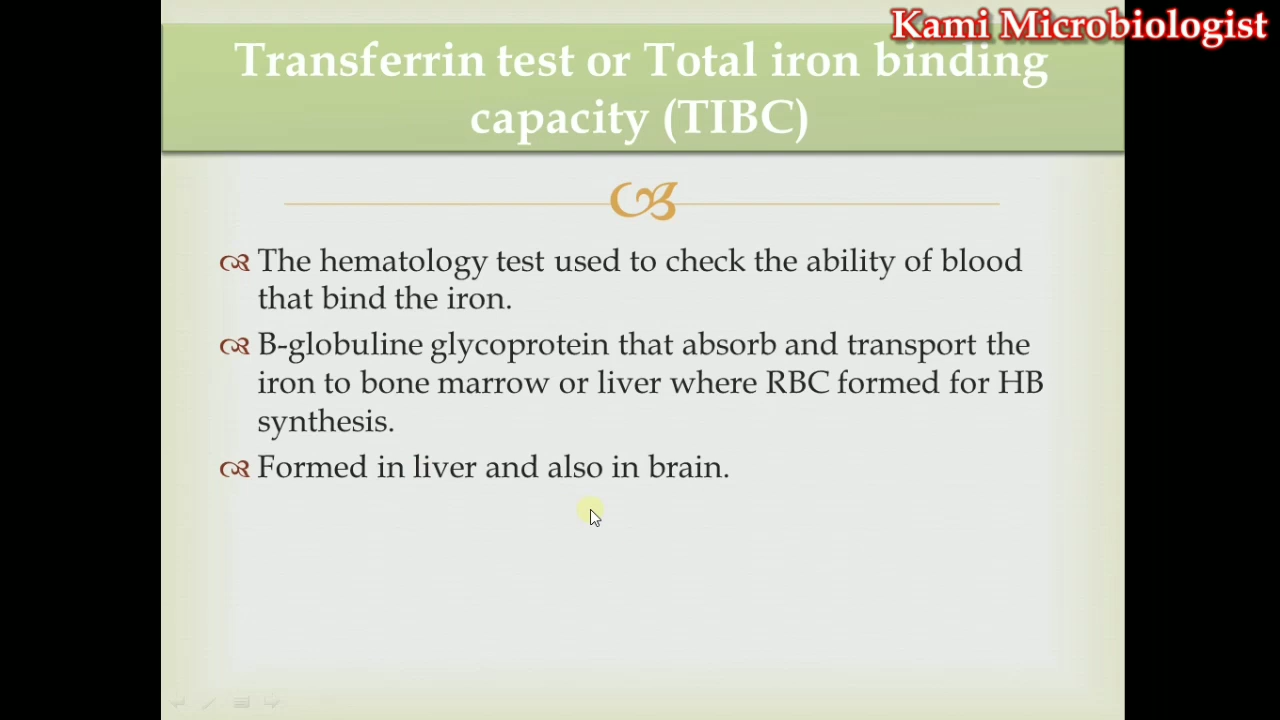 Kami Microbiologist
Transferrin test or Total iron binding
capacity (TIBC)
The hematology test used to check the ability of blood
that bind the iron.
B-globuline glycoprotein that absorb and transport the
iron to bone marrow or liver where RBC formed for HB
synthesis.
Formed in liver and also in brain.